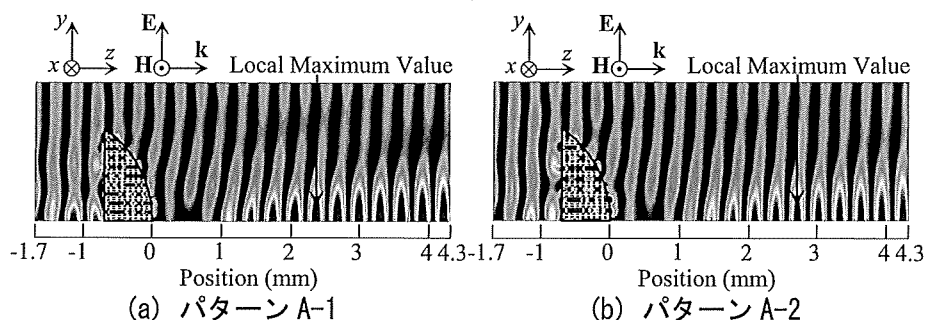 y E y E
x z H k Local Maximum Value x z H k Local Maximum Value
-1.7 -1 0 1 2 3 4 4.3 -1.7 -1 0 1 2 3 4 4.3
Position (mm) Position (mm)
(a) パターン A-1 (b) パターン A-2